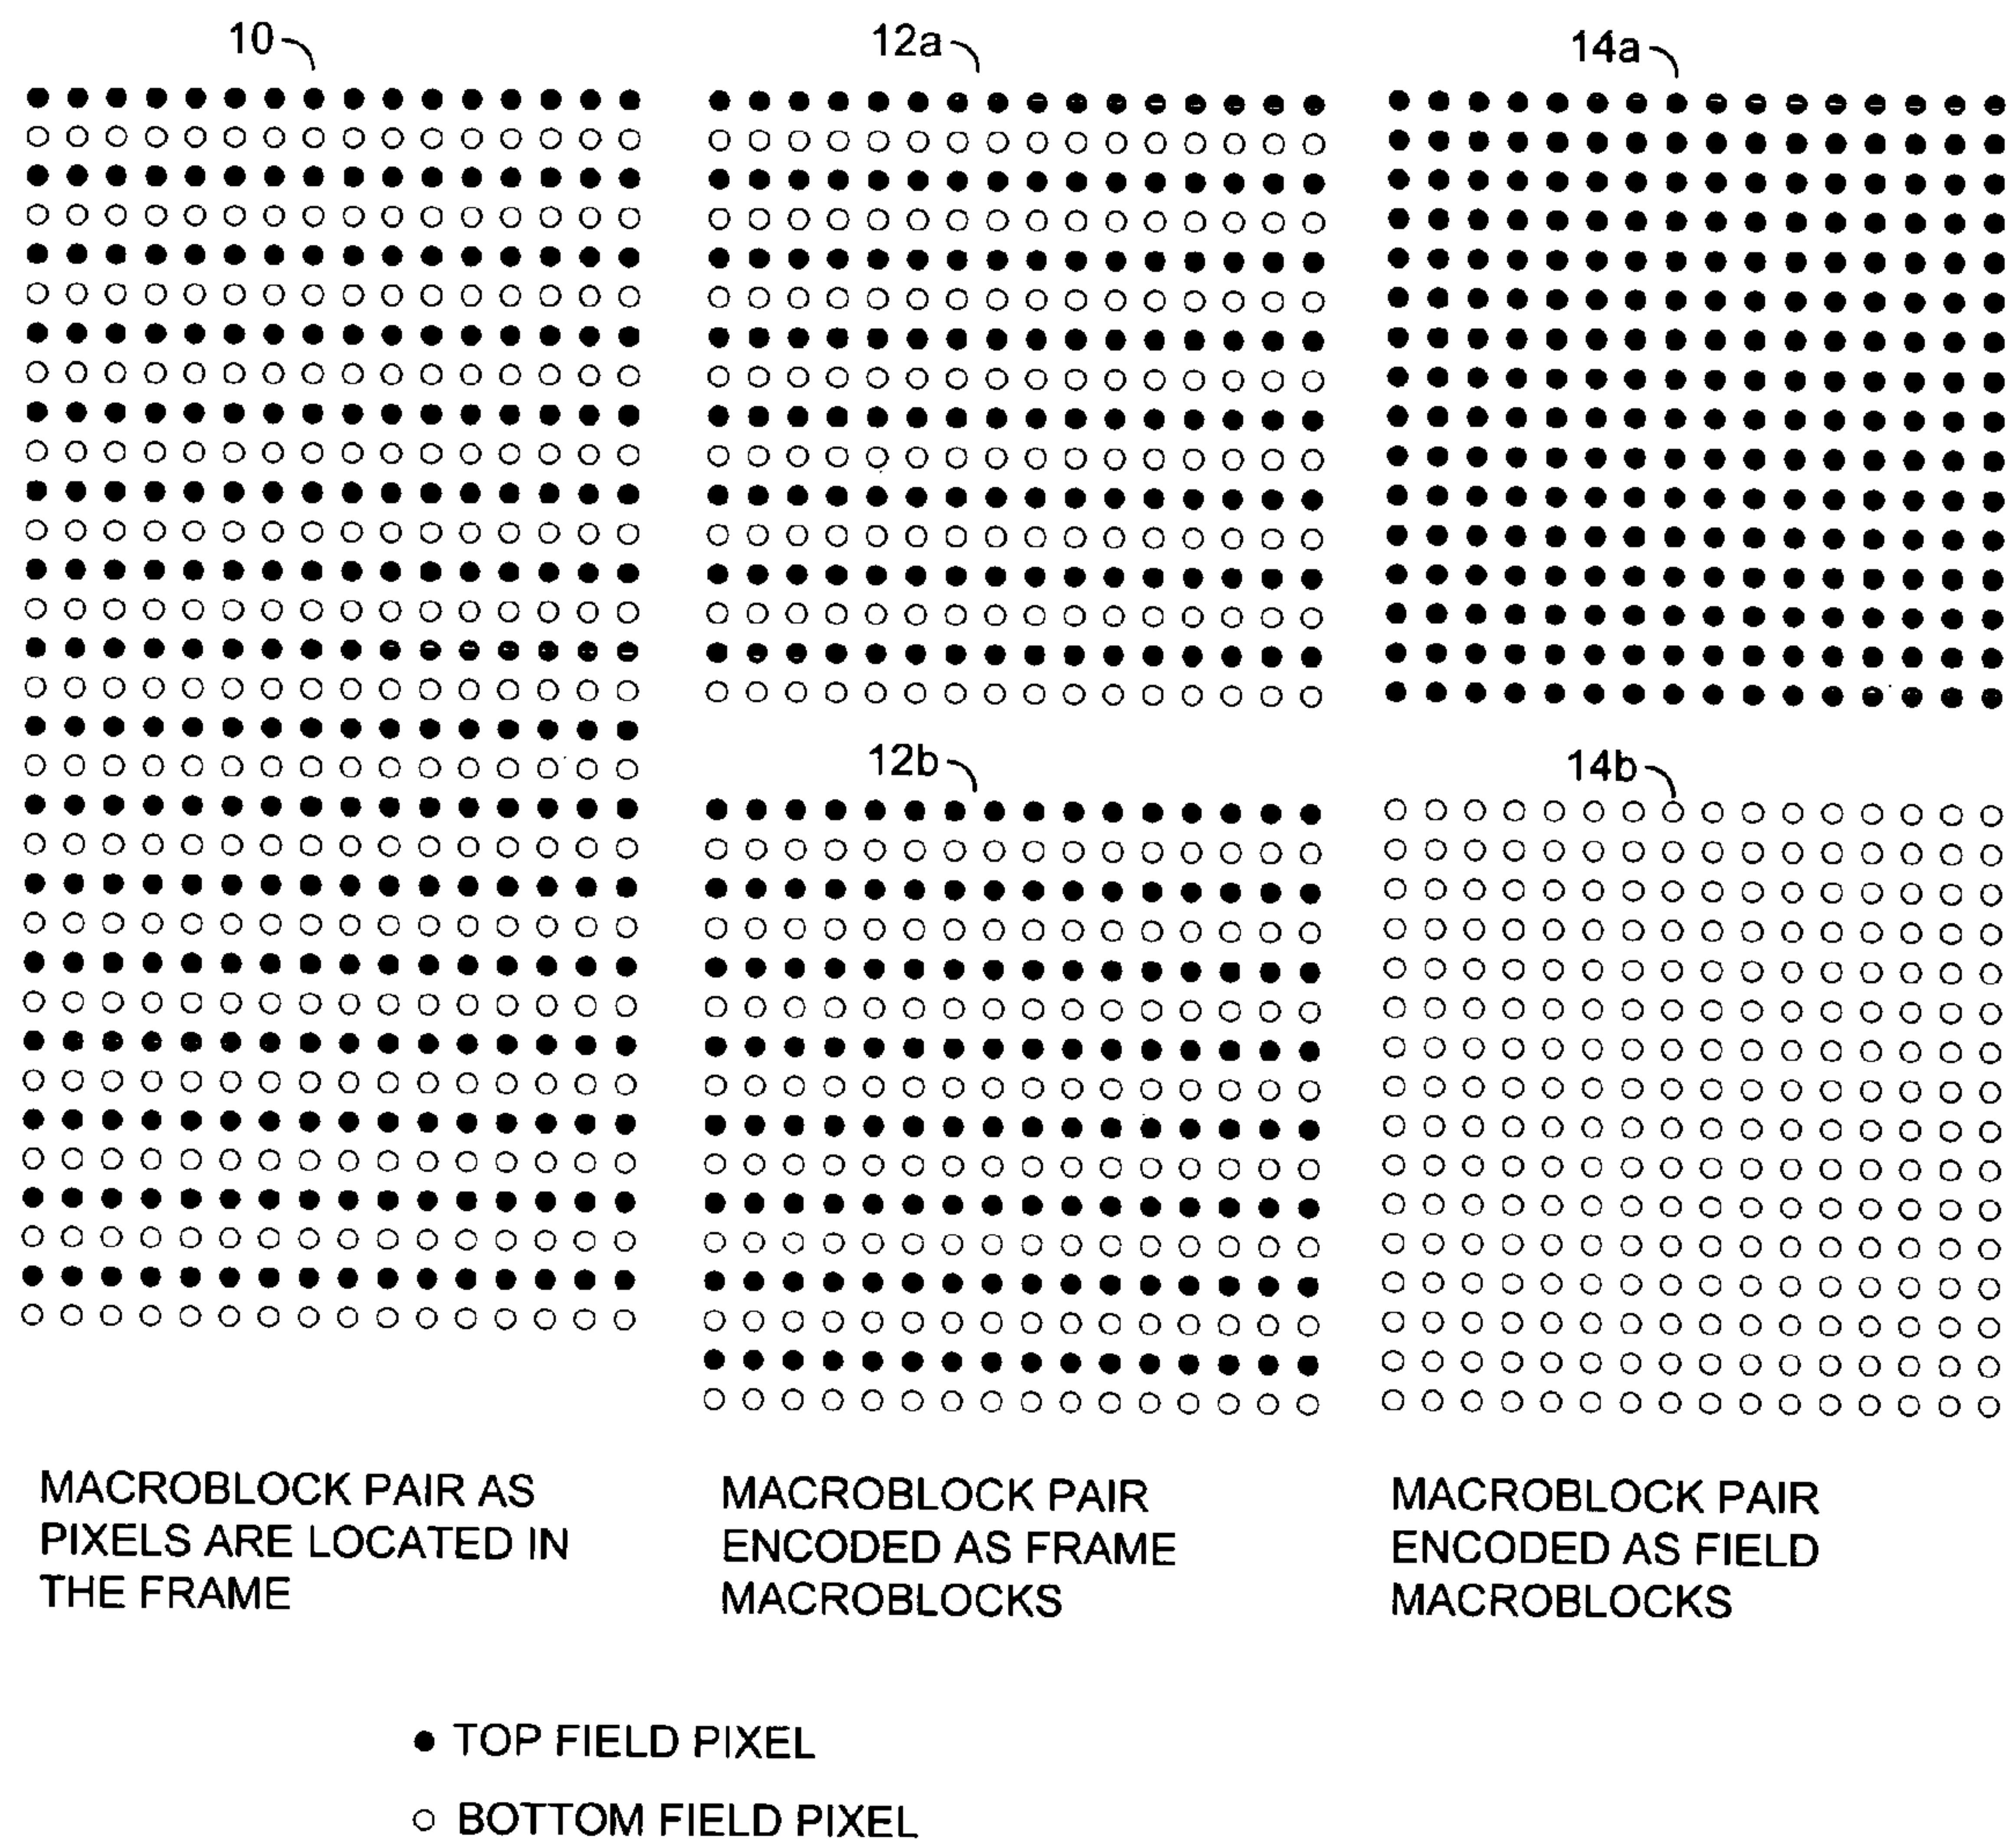 10
12a
14a
12b
14b
MACROBLOCK PAIR AS
PIXELS ARE LOCATED IN
THE FRAME
MACROBLOCK PAIR
ENCODED AS FRAME
MACROBLOCKS
MACROBLOCK PAIR
ENCODED AS FIELD
MACROBLOCKS
TOP FIELD PIXEL
BOTTOM FIELD PIXEL